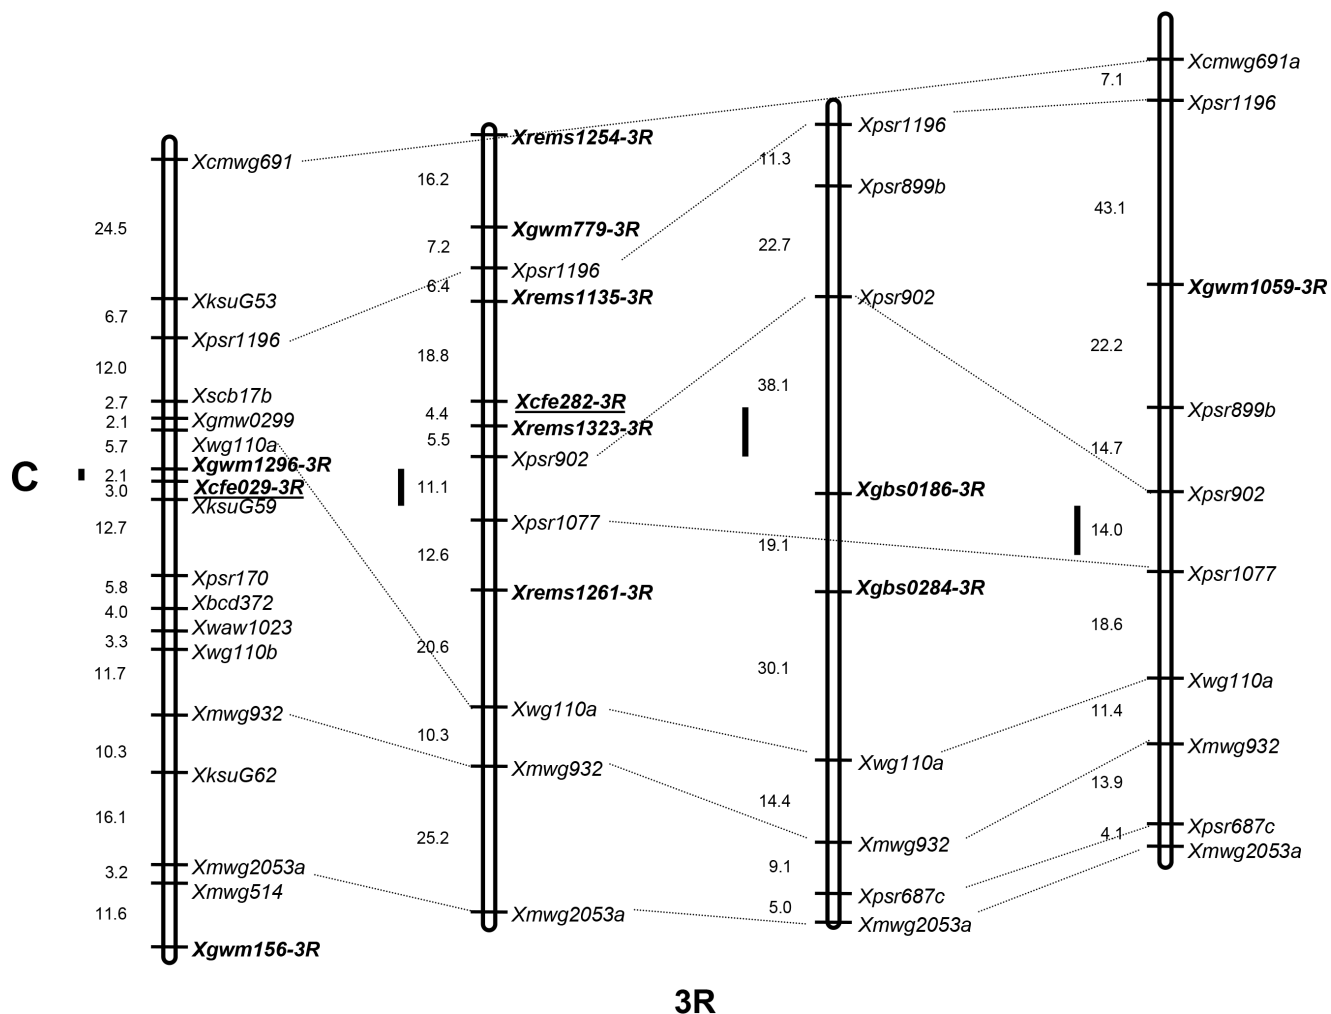 C
Xcmwg691
24.5
XksuG53
6.7
Xpsr1196
12.0
Xscb17b
2.7
Xgmw0299
2.1
Xwg110a
5.7
Xgwm1296-3R
2.1
Xcfe029-3R
3.0
XksuG59
12.7
Xpsr170
5.8
Xbcd372
4.0
Xwaw1023
3.3
Xwg110b
11.7
Xmwg932
10.3
XksuG62
16.1
Xmwg2053a
3.2
Xmwg514
11.6
Xgwm156-3R
Xrems1254-3R
16.2
Xgwm779-3R
7.2
Xpsr1196
6.4
Xrems1135-3R
18.8
Xcfe282-3R
4.4
Xrems1323-3R
5.5
Xpsr902
11.1
Xpsr1077
12.6
Xrems1261-3R
20.6
Xwg110a
10.3
Xmwg932
25.2
Xmwg2053a
Xpsr1196
11.3
Xpsr899b
22.7
Xpsr902
38.1
Xgbs0186-3R
19.1
Xgbs0284-3R
30.1
Xwg110a
14.4
Xmwg932
9.1
Xpsr687c
5.0
Xmwg2053a
Xcmwg691a
7.1
Xpsr1196
43.1
Xgwm1059-3R
22.2
Xpsr899b
14.7
Xpsr902
14.0
Xpsr1077
18.6
Xwg110a
11.4
Xmwg932
13.9
Xpsr687c
4.1
Xmwg2053a
3R